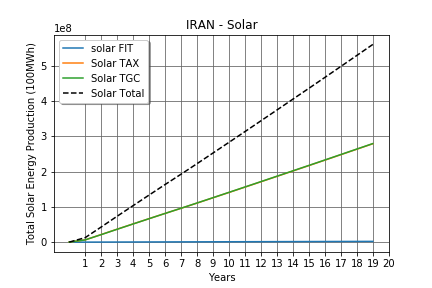 IRAN - Solar
1e8
solar FIT
Solar TAX
Solar TGC
Solar Total
Total Solar Energy Production (100MWh)
5
4
3
2
1
0
1 2 3 4 5 6 7 8 9 10 11 12 13 14 15 16 17 18 19 20
Years